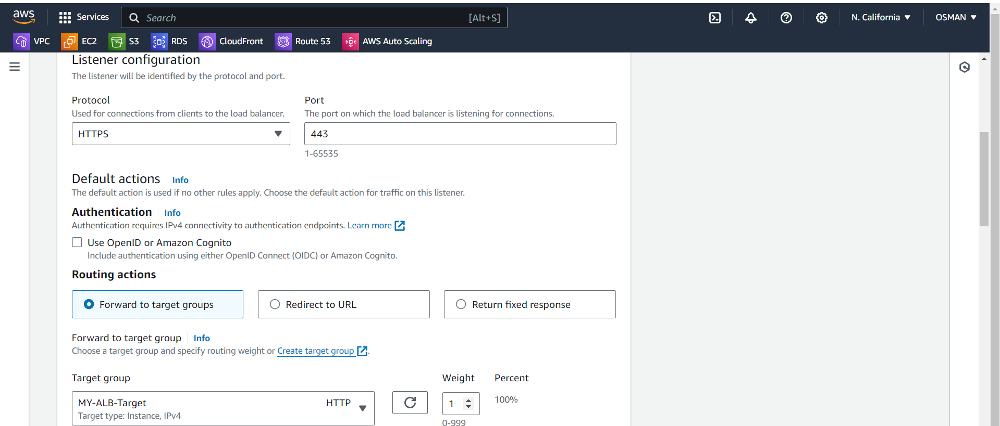 aws Services Search [Alt+S] N. California OSMAN
VPC EC2 S3 RDS CloudFront 53 Route 53 AWS Auto Scaling
Listener configuration
The listener will be identified by the protocol and port.
Protocol Port
Used for connections from clients to the load balancer. The port on which the load balancer is listening for connections.
HTTPS 443
1-65535
Default actions Info
The default action is used if no other rules apply. Choose the default action for traffic on this listener.
Authentication Info
Authentication requires IPv4 connectivity to authentication endpoints. Learn more
Use OpenID or Amazon Cognito
Include authentication using either OpenID Connect (OIDC) or Amazon Cognito.
Routing actions
Forward to target groups Redirect to URL Return fixed response
Forward to target group Info
Choose a target group and specify routing weight or Create target group.
Target group Weight Percent
MY-ALB-Target HTTP 1 100%
Target type: Instance, IPv4
0-999